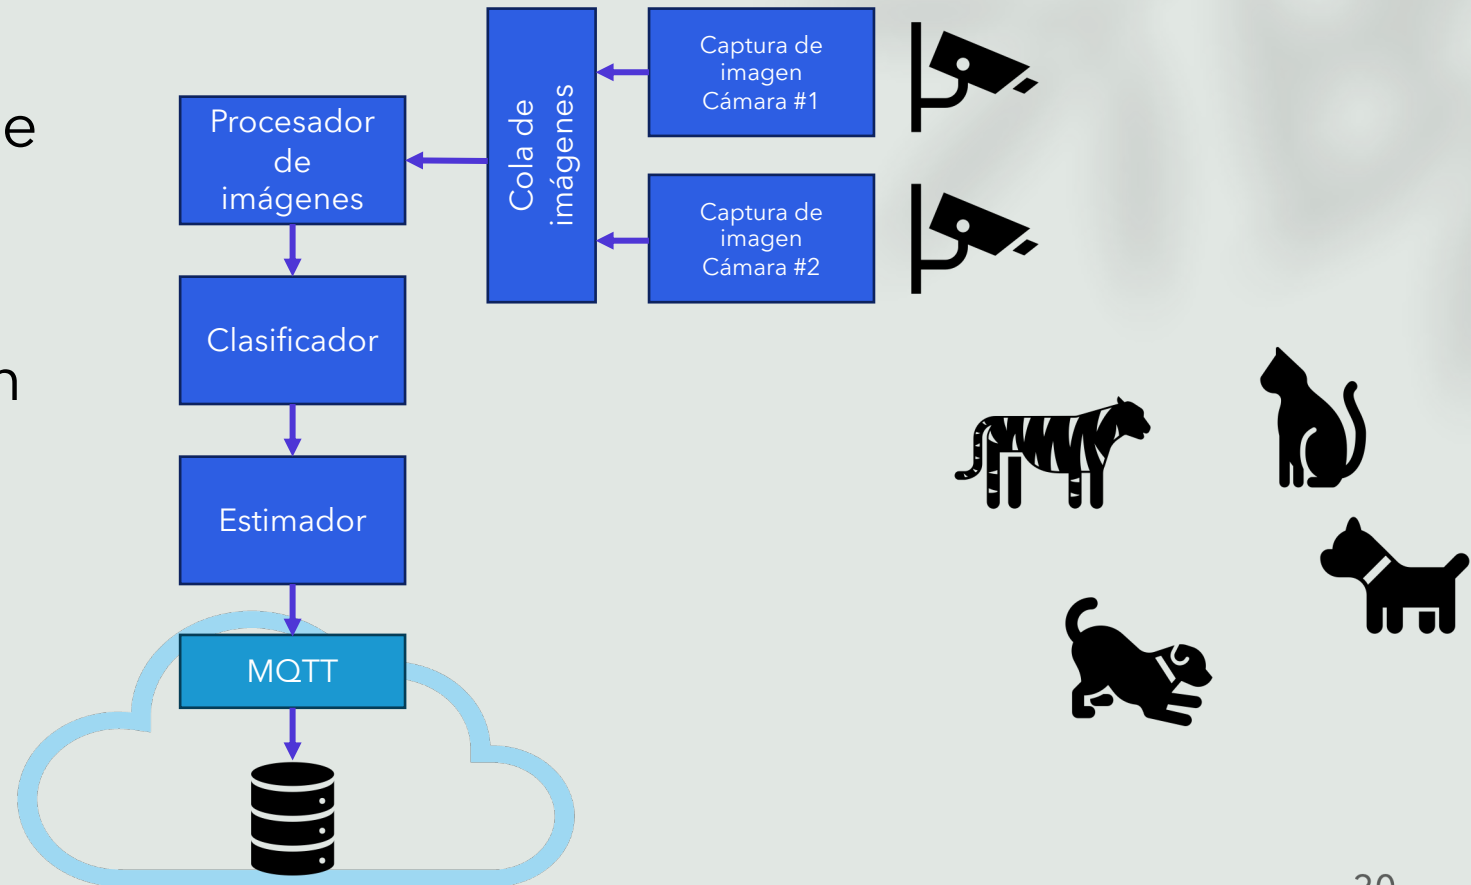 e
n
Procesador
de
imágenes
Cola de
imágenes
Captura de
imagen
Cámara #1
Captura de
imagen
Cámara #2
Clasificador
Estimador
MQTT